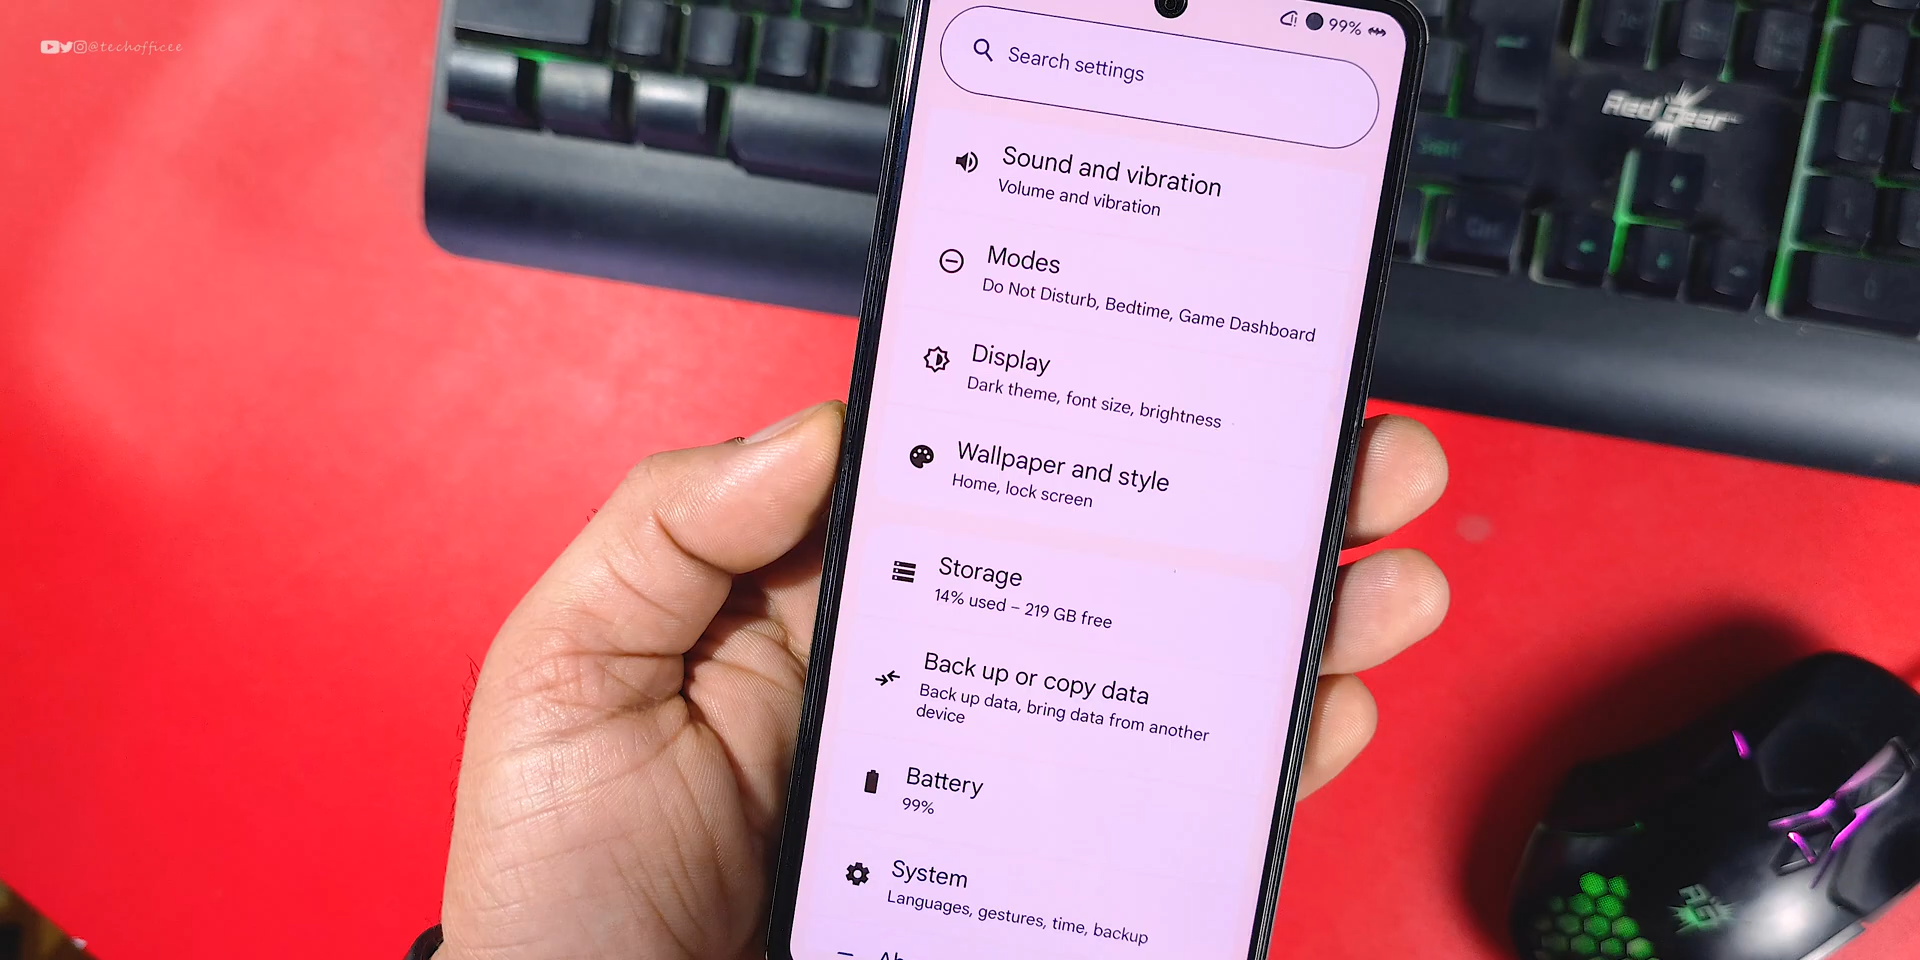 @techofficee
99%
Search settings
Red Gear
Sound and vibration
Volume and vibration
Modes
Do Not Disturb, Bedtime, Game Dashboard
Display
Dark theme, font size, brightness
Wallpaper and style
Home, lock screen
Storage
14% used – 219 GB free
Back up or copy data
Back up data, bring data from another
device
Battery
99%
System
Languages, gestures, time, backup